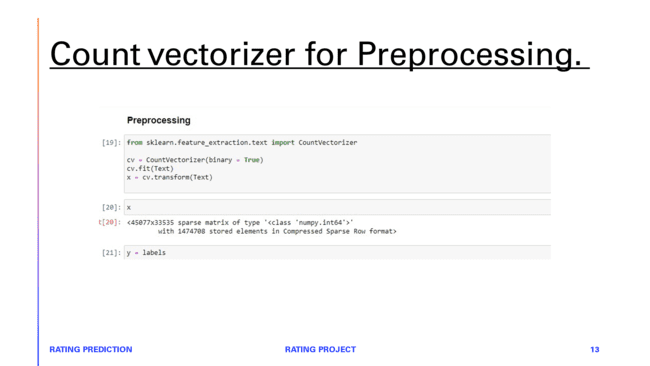 Count vectorizer for Preprocessing.
Preprocessing
[19]: from sklearn.feature_extraction.text import CountVectorizer
cv = CountVectorizer(binary = True)
cv.fit(Text)
x = cv.transform(Text)
[20]: x
t[20]: <45077x33535 sparse matrix of type '<class 'numpy.int64'>'
with 1474708 stored elements in Compressed Sparse Row format>
[21]: y = labels
RATING PREDICTION RATING PROJECT 13